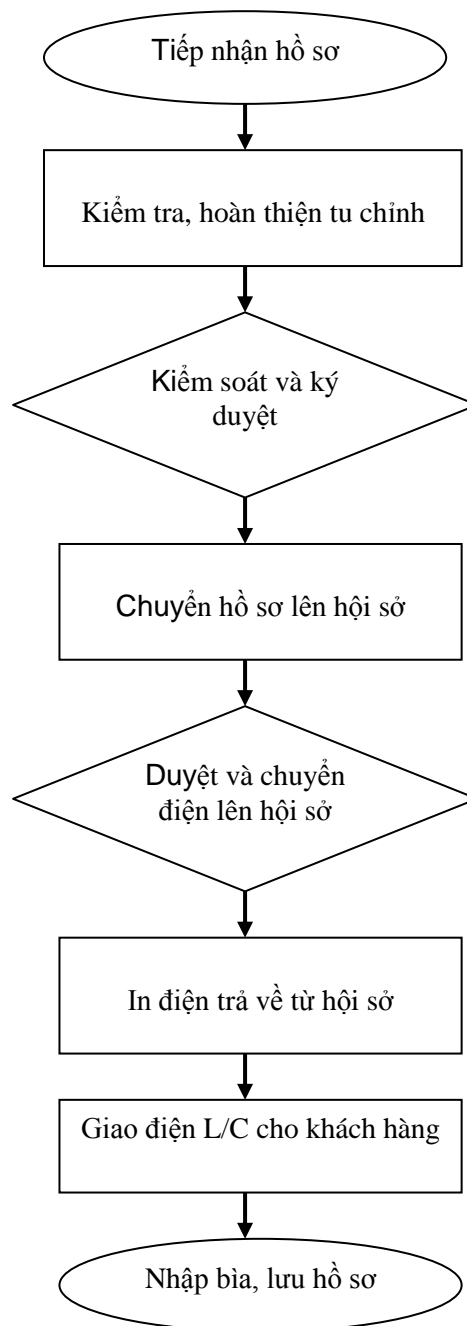 Tiếp nhận hồ sơ
Kiểm tra, hoàn thiện tu chỉnh
Kiểm soát và ký
duyệt
Chuyển hồ sơ lên hội sở
Duyệt và chuyển
điện lên hội sở
In điện trả về từ hội sở
Giao điện L/C cho khách hàng
Nhập bìa, lưu hồ sơ